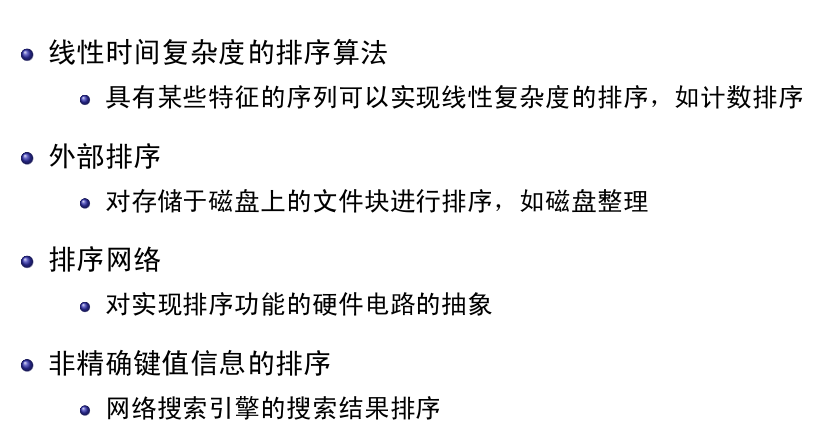 线性时间复杂度的排序算法
具有某些特征的序列可以实现线性复杂度的排序，如计数排序
外部排序
对存储于磁盘上的文件块进行排序，如磁盘整理
排序网络
对实现排序功能的硬件电路的抽象
非精确键值信息的排序
网络搜索引擎的搜索结果排序